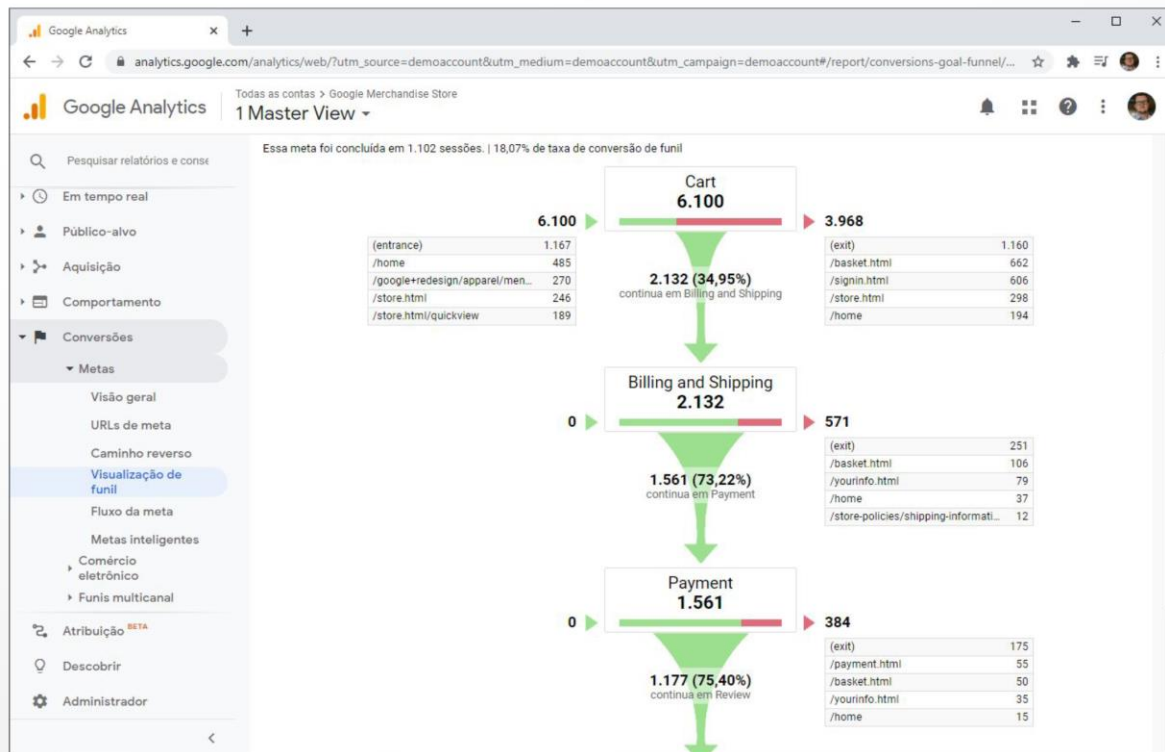 Google Analytics
analytics.google.com/analytics/web/?utm_source=demoaccount&utm_medium=demoaccount&utm_campaign=demoaccount#/report/conversions-goal-funnel/...
Google Analytics
Todas as contas > Google Merchandise Store
1 Master View
Pesquisar relatórios e conse
Em tempo real
Público-alvo
Aquisição
Comportamento
Conversões
Metas
Visão geral
URLs de meta
Caminho reverso
Visualização de
funil
Fluxo da meta
Metas inteligentes
Comércio
eletrônico
Funis multicanal
Atribuição BETA
Descobrir
Administrador
Essa meta foi concluída em 1.102 sessões. | 18,07% de taxa de conversão de funil
Cart
6.100
6.100
(entrance) 1.167
/home 485
/google+redesign/apparel/men... 270
/store.html 246
/store.html/quickview 189
2.132 (34,95%)
continua em Billing and Shipping
3.968
(exit) 1.160
/basket.html 662
/signin.html 606
/store.html 298
/home 194
Billing and Shipping
2.132
0
1.561 (73,22%)
continua em Payment
571
(exit) 251
/basket.html 106
/yourinfo.html 79
/home 37
/store-policies/shipping-informati... 12
Payment
1.561
0
1.177 (75,40%)
continua em Review
384
(exit) 175
/payment.html 55
/basket.html 50
/yourinfo.html 35
/home 15